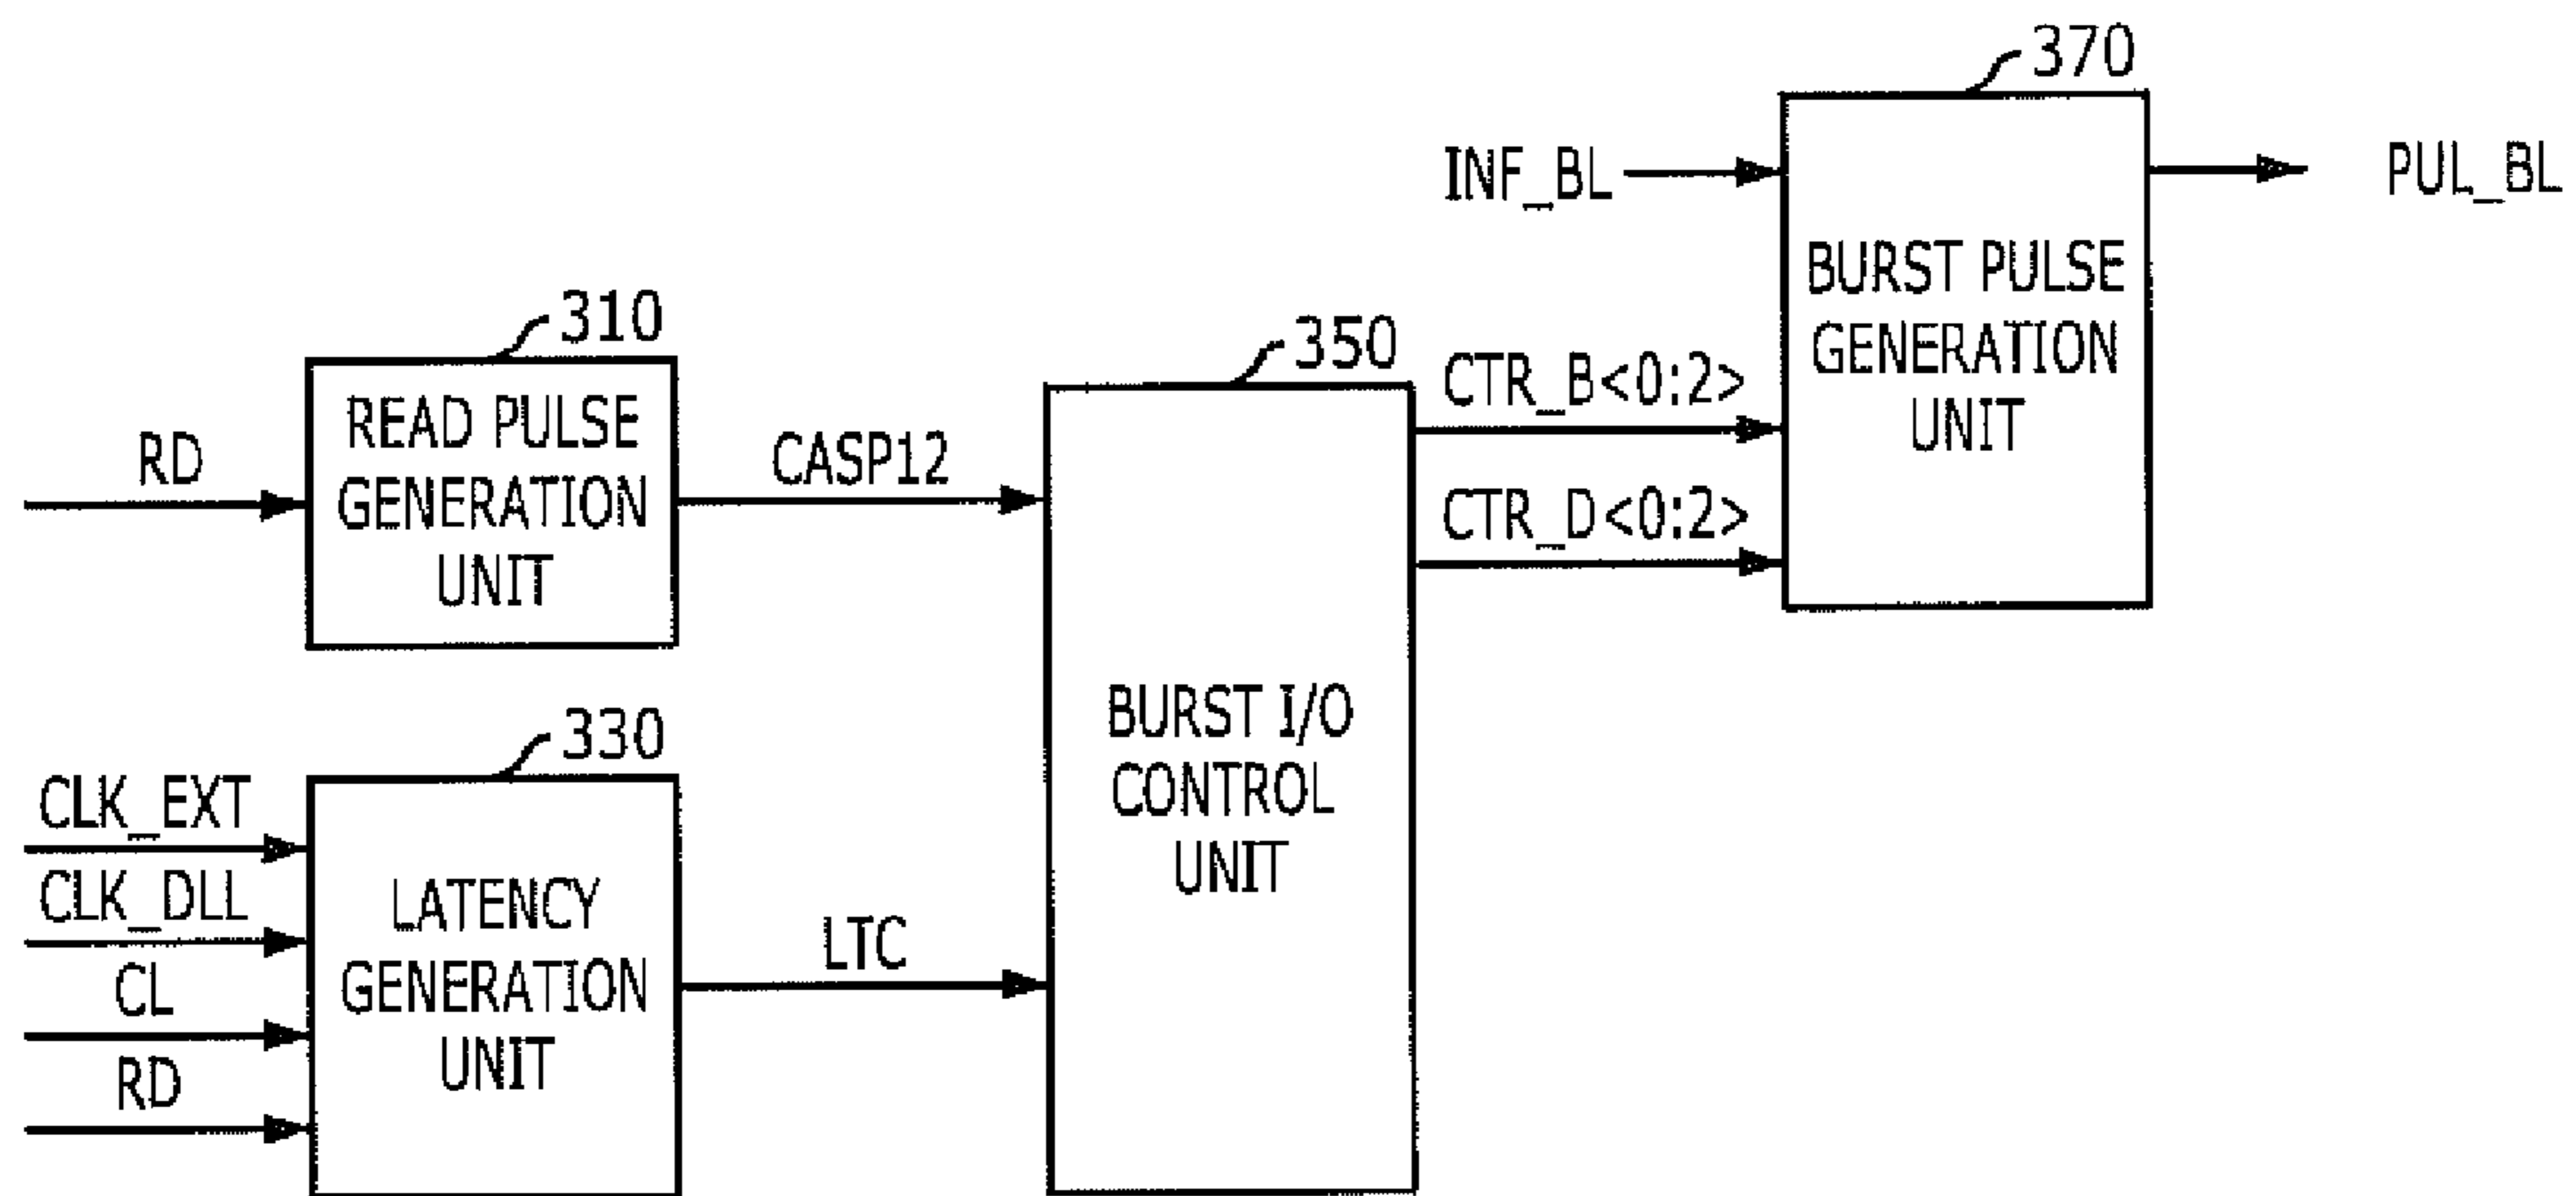 370
INF_BL
PUL_BL
BURST PULSE
GENERATION
UNIT
310
READ PULSE
GENERATION
UNIT
RD
CASP12
350
CTR_B<0:2>
CTR_D<0:2>
BURST I/O
CONTROL
UNIT
330
CLK_EXT
CLK_DLL
CL
RD
LATENCY
GENERATION
UNIT
LTC